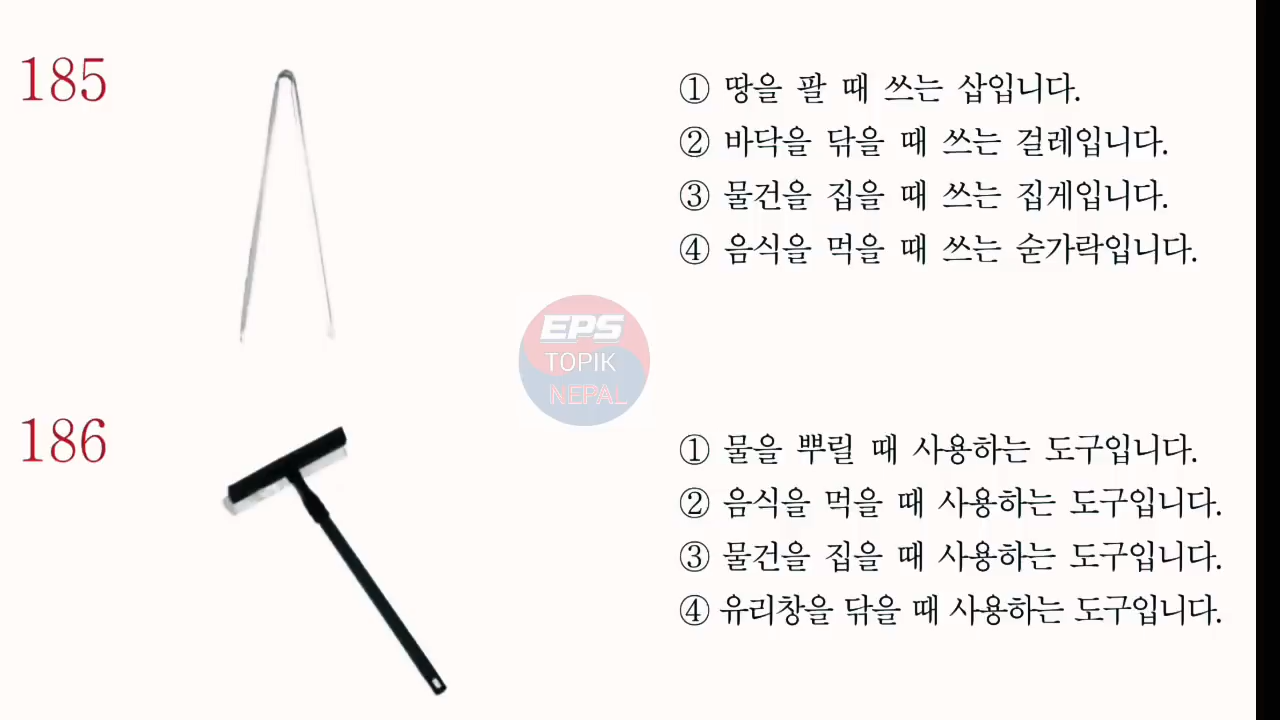 185
① 땅을 팔 때 쓰는 삽입니다.
② 바닥을 닦을 때 쓰는 걸레입니다.
③ 물건을 집을 때 쓰는 집게입니다.
④ 음식을 먹을 때 쓰는 숟가락입니다.
EPS
TOPIK
NEPAL
186
① 물을 뿌릴 때 사용하는 도구입니다.
② 음식을 먹을 때 사용하는 도구입니다.
③ 물건을 집을 때 사용하는 도구입니다.
④ 유리창을 닦을 때 사용하는 도구입니다.